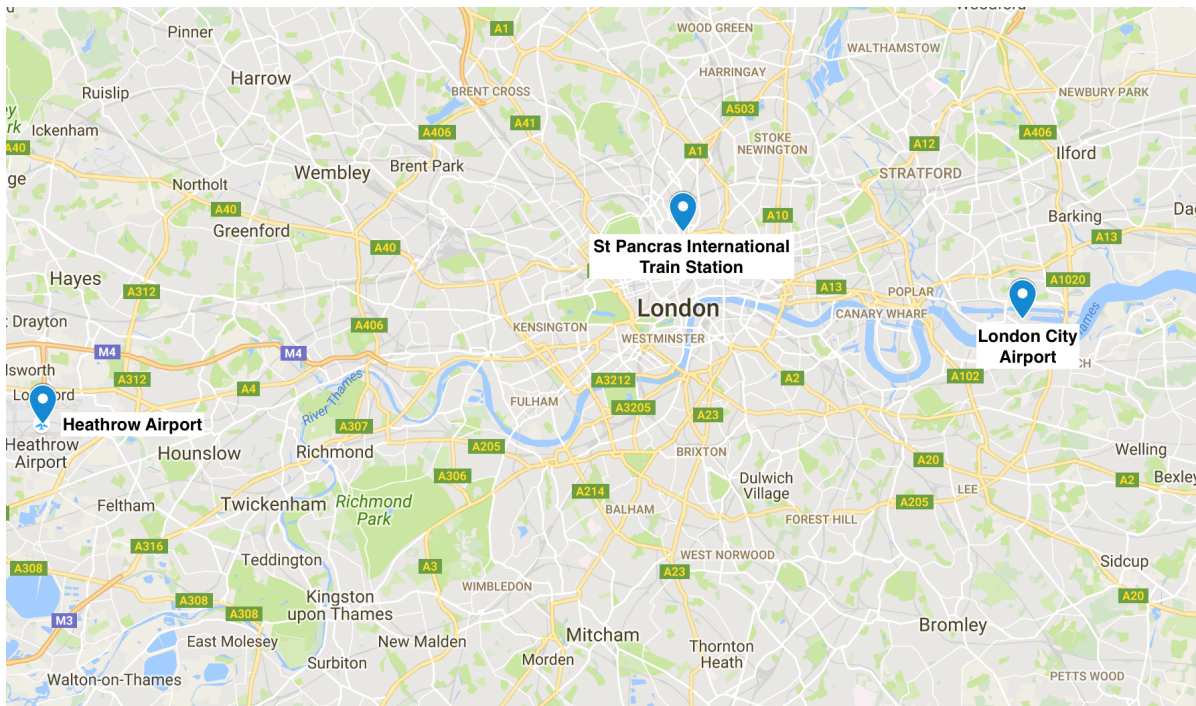 WOOD GREEN
A1
Pinner
WALTHAMSTOW
Harrow
HARRINGAY
BRENT CROSS
Ruislip
NEWBURY PARK
A503
A41
Ickenham
A406
A406
STOKE
NEWINGTON
A12
A40
A1
Ilford
Brent Park
Wembley
STRATFORD
Northolt
A40
A10
Barking
Greenford
A13
A40
St Pancras International
Train Station
Hayes
A1020
A312
A13
POPLAR
London
CANARY WHARF
t Drayton
A406
KENSINGTON
WESTMINSTER
London City
Airport
M4
M4
A312
A4
A3212
A2
A102
River Thames
FULHAM
A3205
A23
Heathrow Airport
A307
Heathrow
Airport
Hounslow
Richmond
A205
BRIXTON
Welling
A20
A306
Dulwich
Village
A2
Bexley
LEE
A214
Feltham
Twickenham
Richmond
Park
BALHAM
A205
FOREST HILL
A316
Teddington
A3
WEST NORWOOD
Sidcup
A308
A23
WIMBLEDON
A20
A308
A308
Kingston
upon Thames
M3
Bromley
East Molesey
New Malden
Mitcham
Thornton
Heath
Surbiton
Morden
Walton-on-Thames
PETTS WOOD